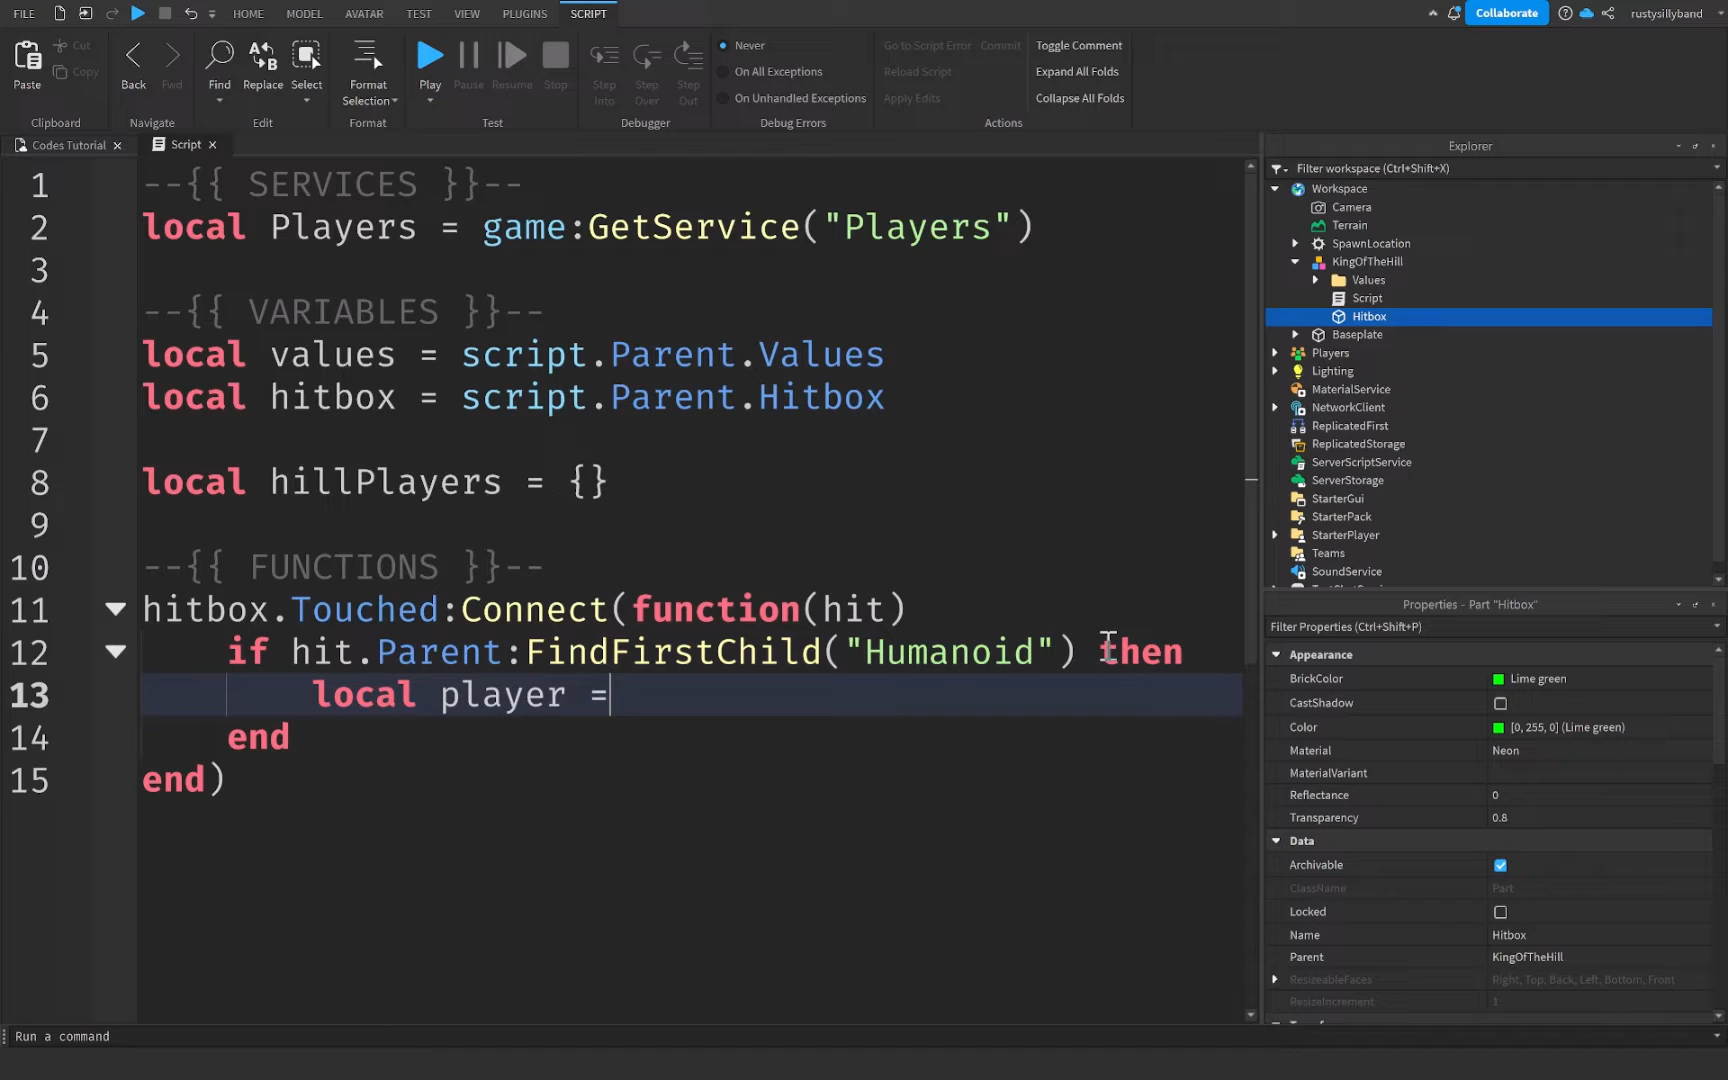 FILE HOME MODEL AVATAR TEST VIEW PLUGINS SCRIPT Collaborate rustysillyband
Paste Cut Copy Back Fwd Find Replace Select Format Selection Play Pause Resume Stop Step Into Step Over Step Out
Never
On All Exceptions
On Unhandled Exceptions
Go to Script Error Commit
Reload Script
Apply Edits
Toggle Comment
Expand All Folds
Collapse All Folds
Clipboard Navigate Edit Format Test Debugger Debug Errors Actions
Codes Tutorial Script
1 --{{ SERVICES }}--
2 local Players = game:GetService("Players")
3
4 --{{ VARIABLES }}--
5 local values = script.Parent.Values
6 local hitbox = script.Parent.Hitbox
7
8 local hillPlayers = {}
9
10 --{{ FUNCTIONS }}--
11 hitbox.Touched:Connect(function(hit)
12 if hit.Parent:FindFirstChild("Humanoid") then
13 local player =
14 end
15 end)
Explorer
Filter workspace (Ctrl+Shift+X)
Workspace
Camera
Terrain
SpawnLocation
KingOfTheHill
Values
Script
Hitbox
Baseplate
Players
Lighting
MaterialService
NetworkClient
ReplicatedFirst
ReplicatedStorage
ServerScriptService
ServerStorage
StarterGui
StarterPack
StarterPlayer
Teams
SoundService
Properties - Part "Hitbox"
Filter Properties (Ctrl+Shift+P)
Appearance
BrickColor Lime green
CastShadow
Color [0, 255, 0] (Lime green)
Material Neon
MaterialVariant
Reflectance 0
Transparency 0.8
Data
Archivable
ClassName Part
Locked
Name Hitbox
Parent KingOfTheHill
ResizeableFaces Right, Top, Back, Left, Bottom, Front
ResizeIncrement 1
Run a command